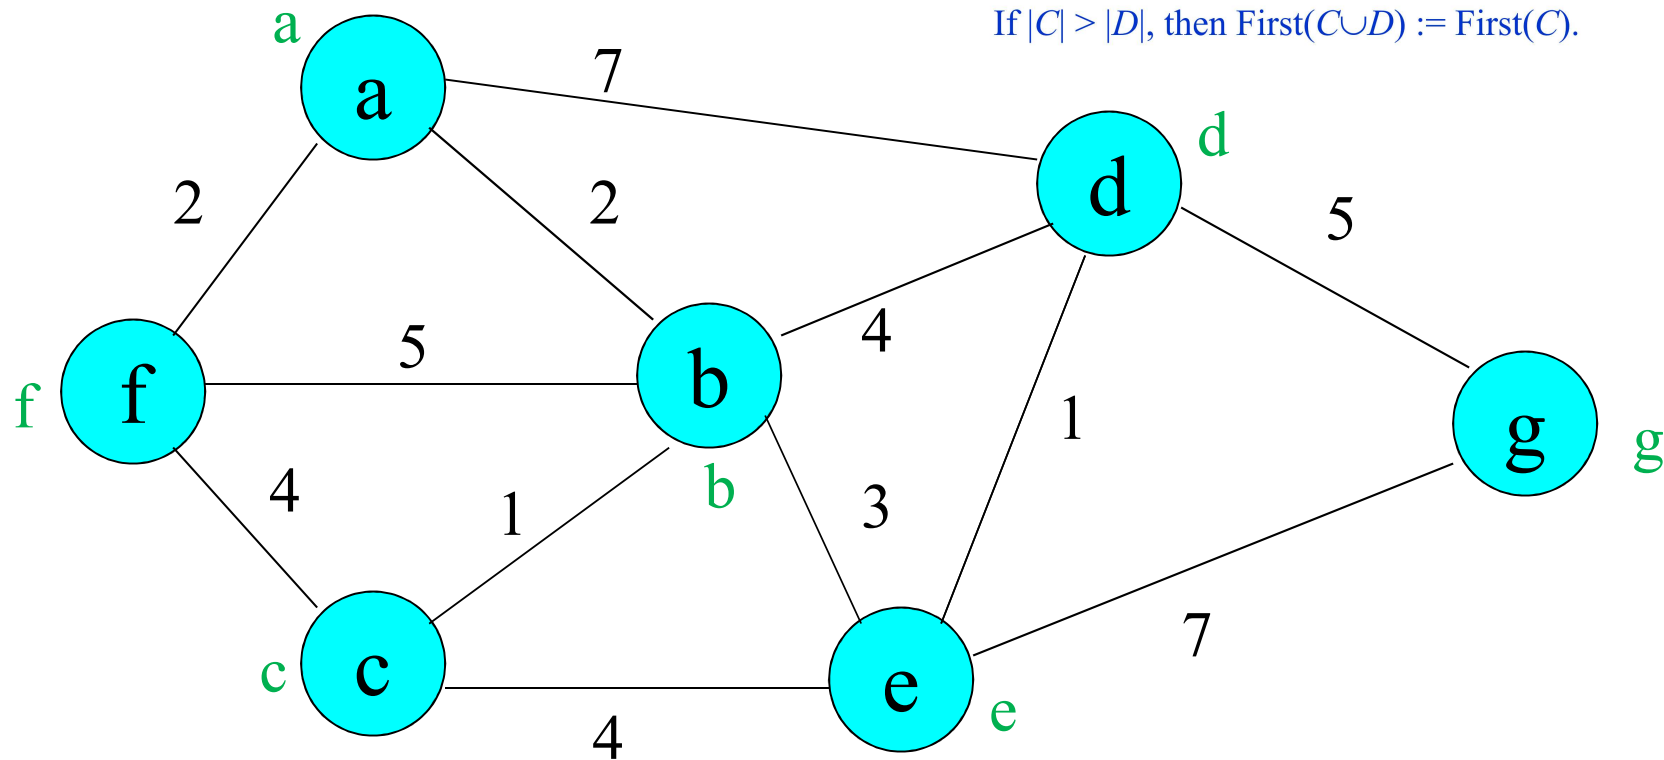 If |C| > |D|, then First(C∪D) := First(C).
a
a
7
d
d
2
2
5
f
f
5
b
b
4
1
g
g
4
1
3
7
c
c
4
e
e